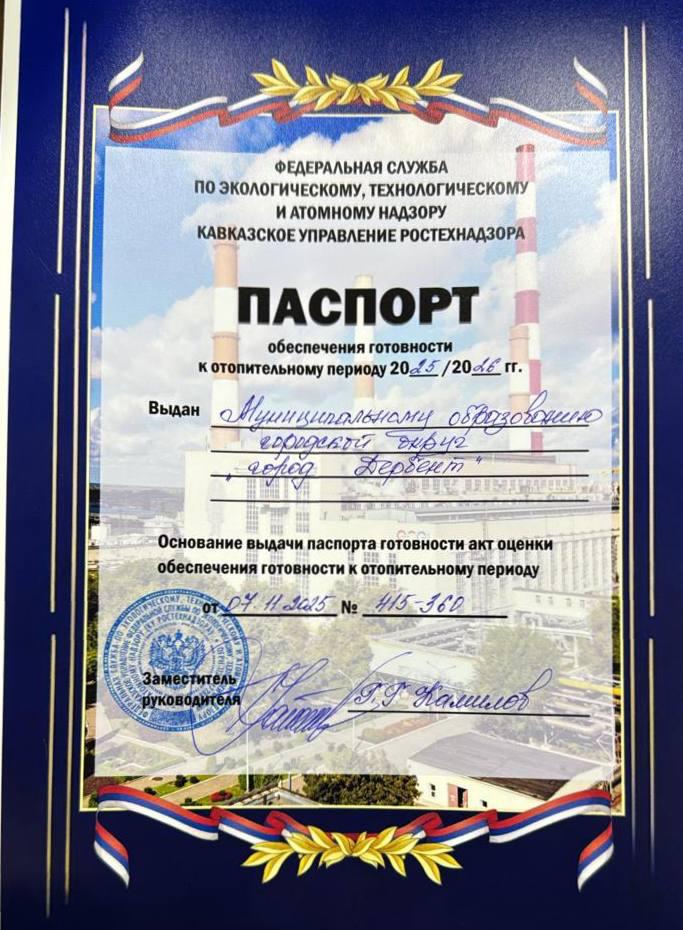 ФЕДЕРАЛЬНАЯ СЛУЖБА
ПО ЭКОЛОГИЧЕСКОМУ, ТЕХНОЛОГИЧЕСКОМУ
И АТОМНОМУ НАДЗОРУ
КАВКАЗСКОЕ УПРАВЛЕНИЕ РОСТЕХНАДЗОРА
ПАСПОРТ
обеспечения готовности
к отопительному периоду 2025/2026 гг.
Выдан Муниципальному образованию
городской округ
"город Дербент"
Основание выдачи паспорта готовности акт оценки
обеспечения готовности к отопительному периоду
от 07.11.2025 № 415-360
Заместитель
руководителя Г.Г Камилов